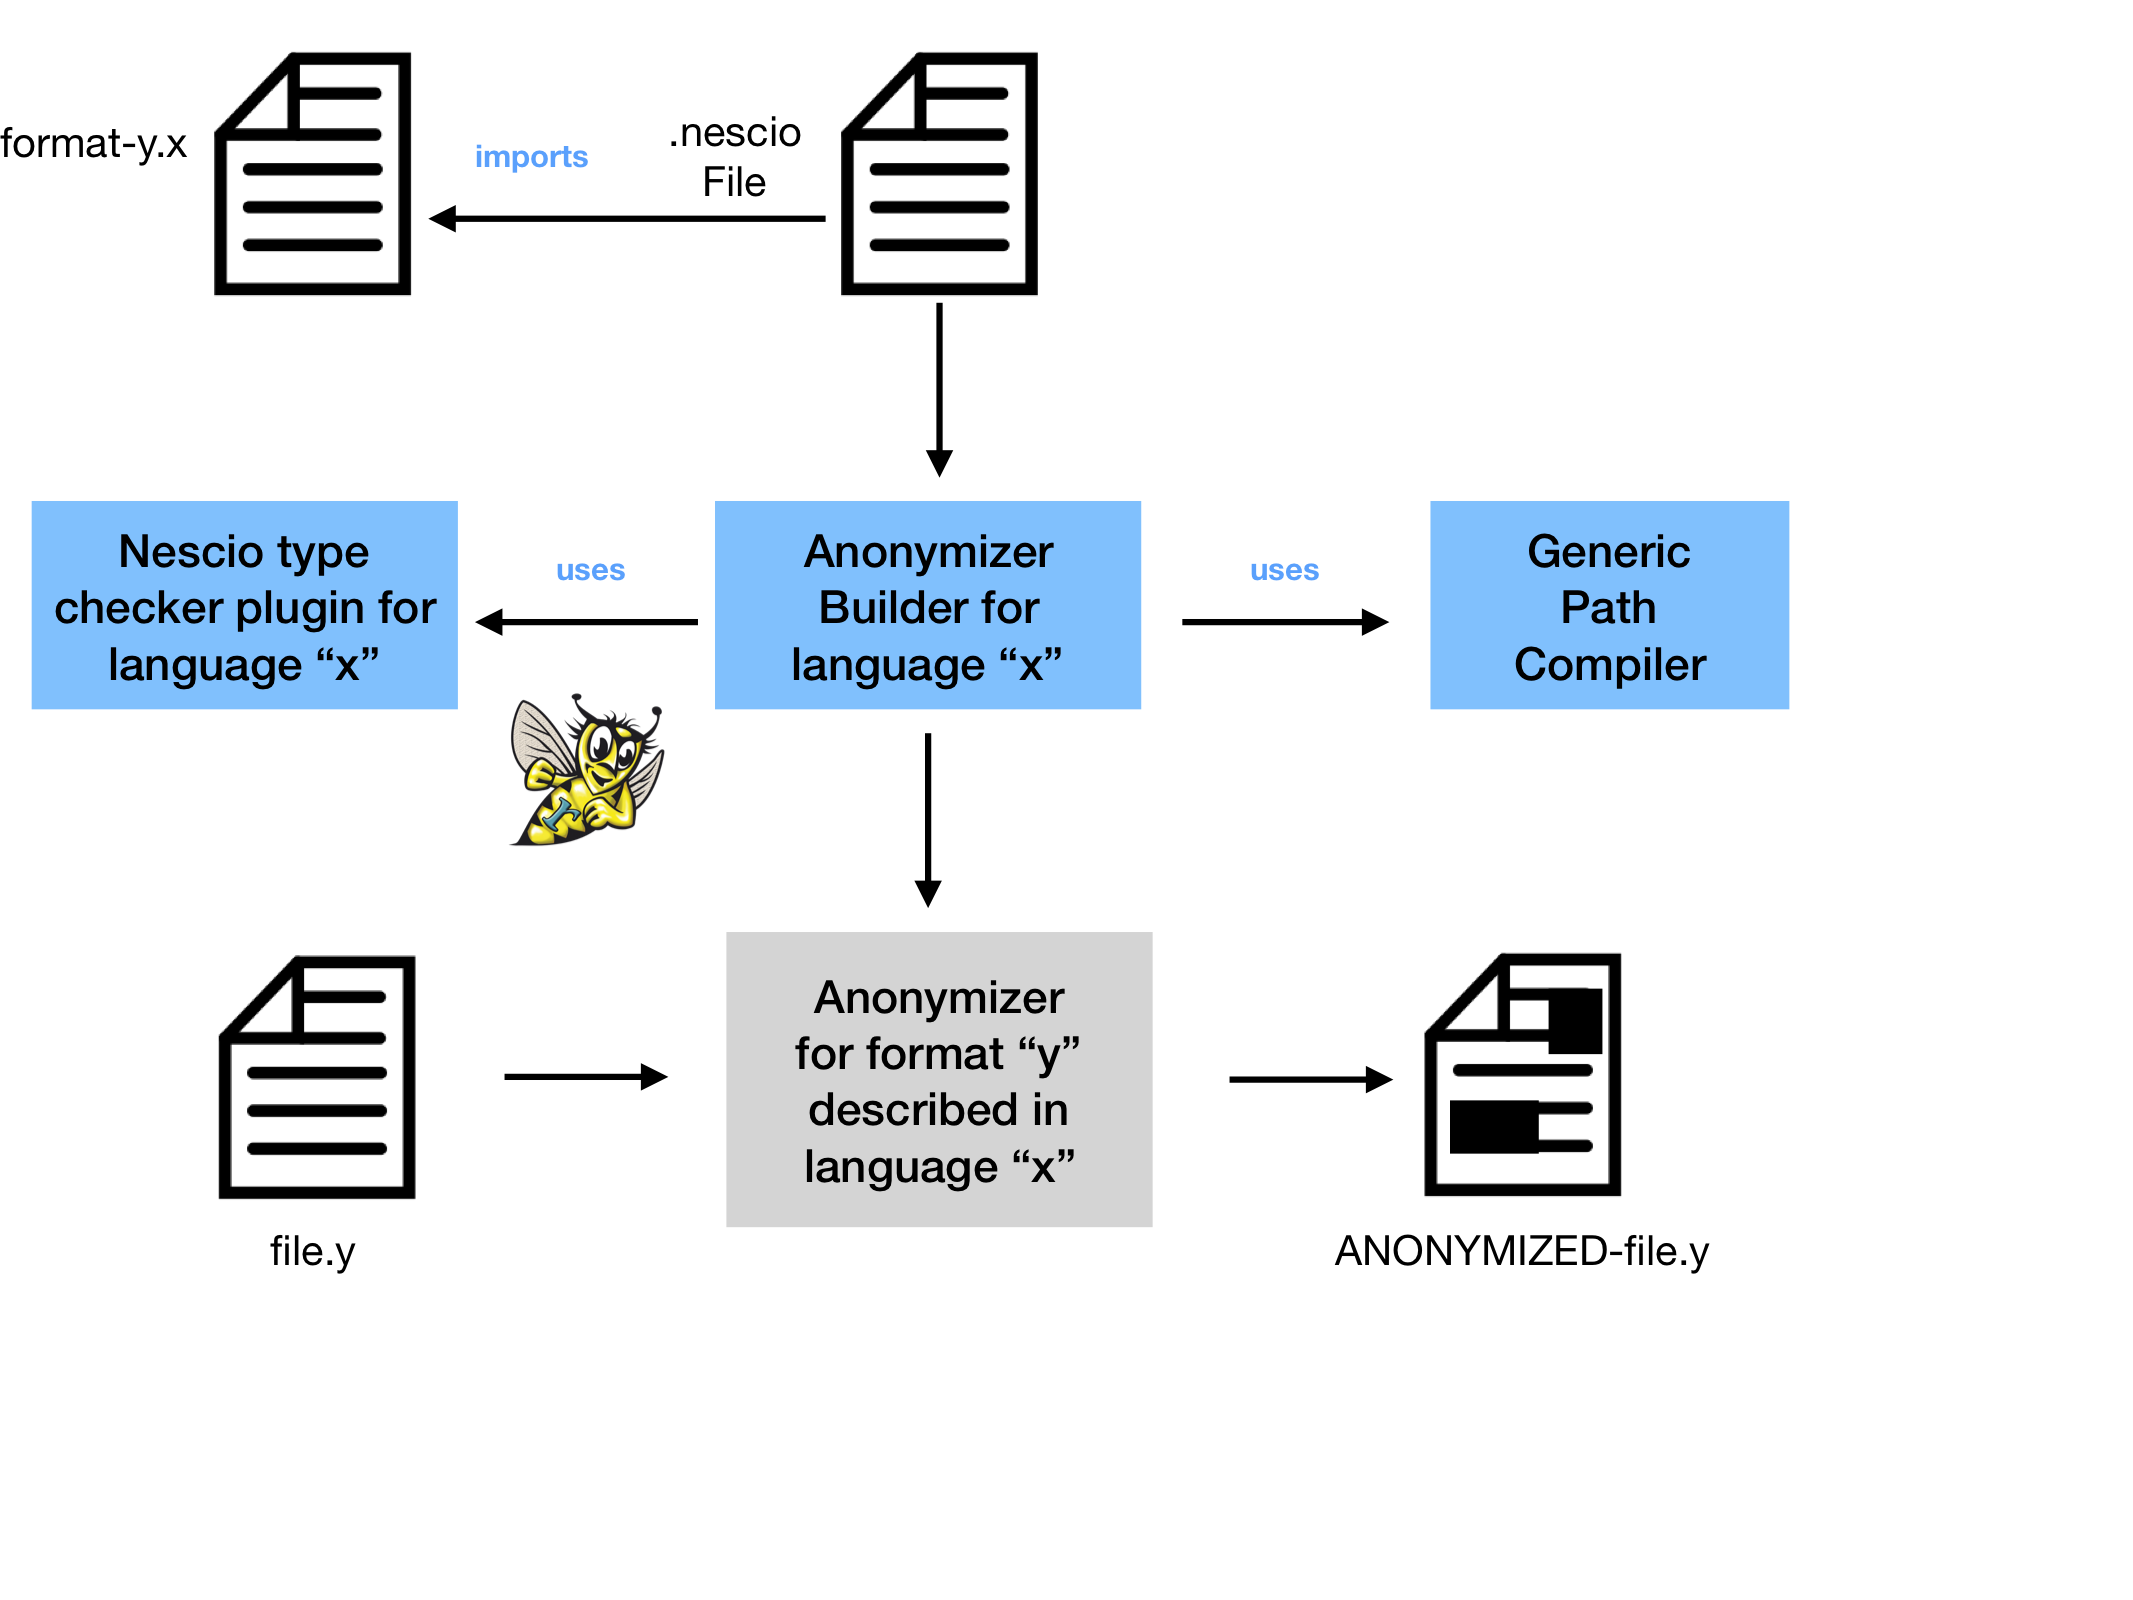 format-y.x
imports
.nescio
File
Nescio type
checker plugin for
language “x”
uses
Anonymizer
Builder for
language “x”
uses
Generic
Path
Compiler
r
Anonymizer
for format “y”
described in
language “x”
file.y
ANONYMIZED-file.y